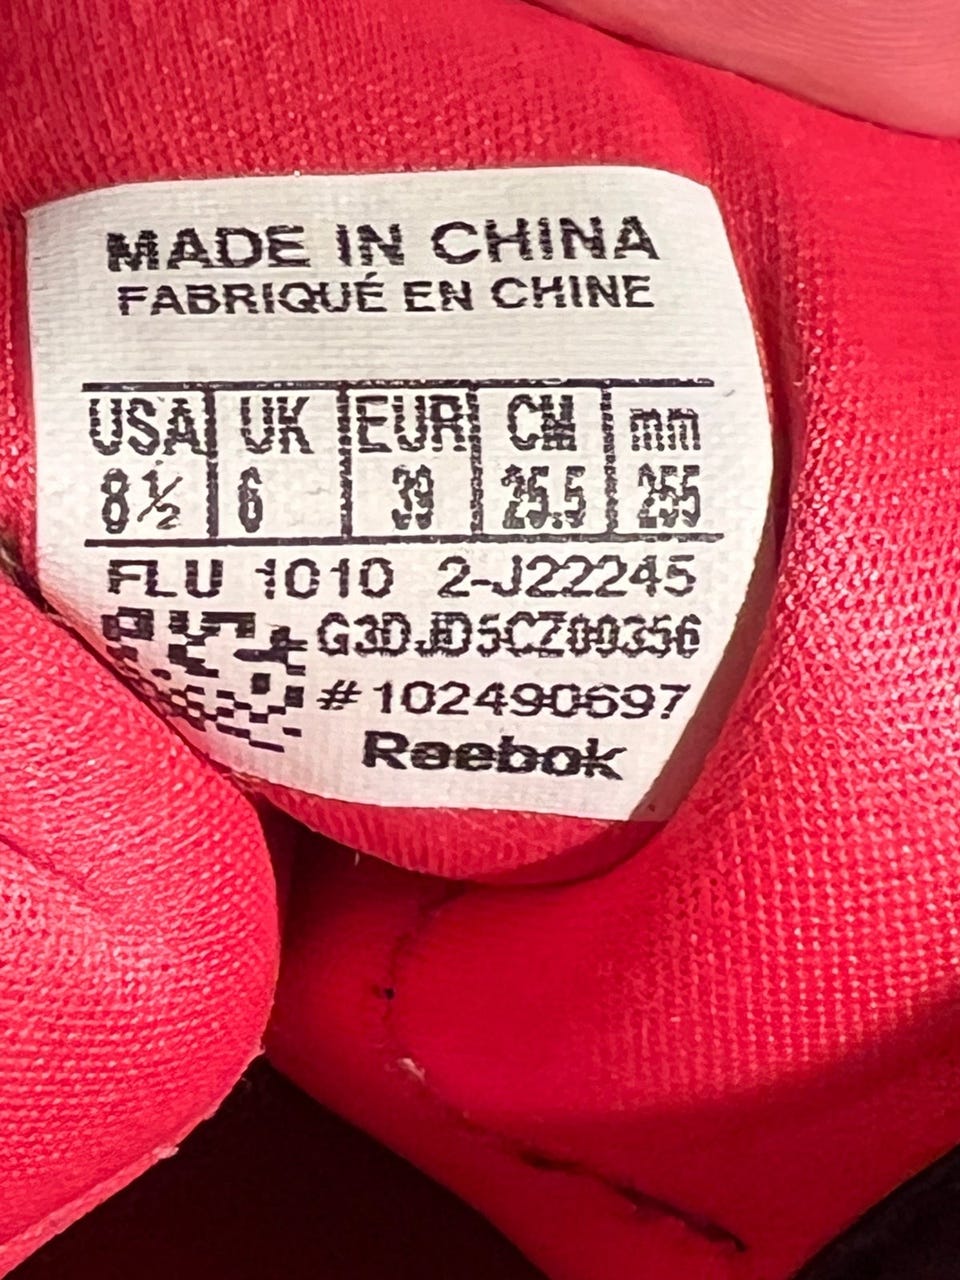 MADE IN CHINA
FABRIQUÉ EN CHINE
USA UK EUR CM mm
8½ 6 39 25.5 255
FLU 1010 2-J22245
G3DJD5CZ00356
#102490697
Reebok